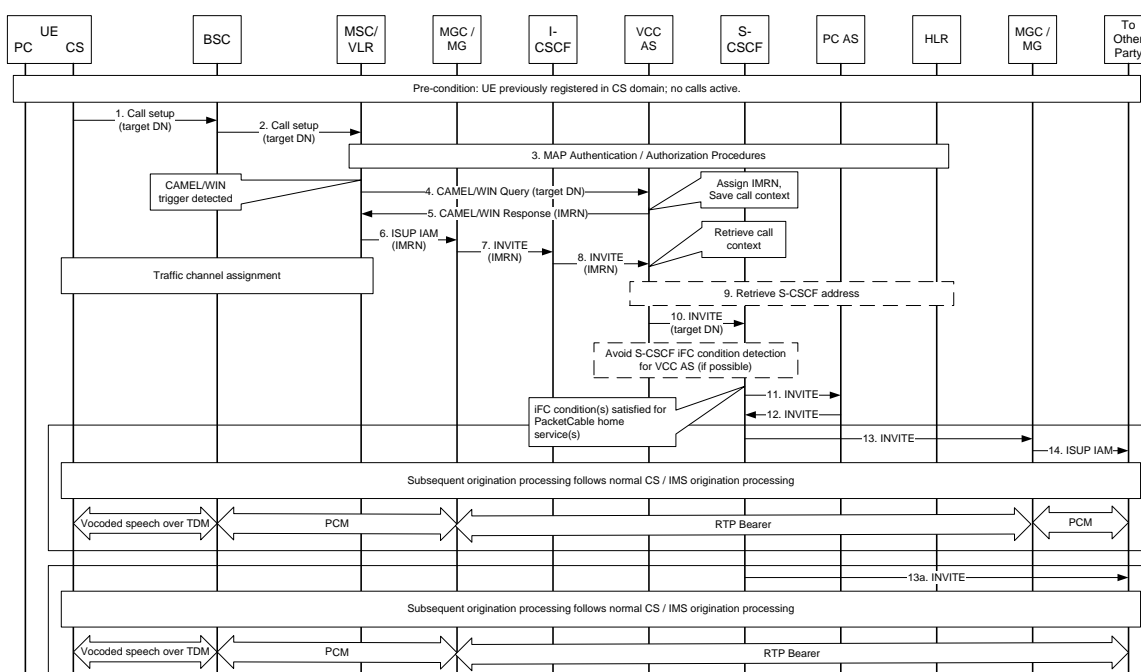 UE
PC CS
BSC
MSC/
VLR
MGC /
MG
I-
CSCF
VCC
AS
S-
CSCF
PC AS
HLR
MGC /
MG
To
Other
Party
Pre-condition: UE previously registered in CS domain; no calls active.
1. Call setup
(target DN)
2. Call setup
(target DN)
3. MAP Authentication / Authorization Procedures
CAMEL/WIN
trigger detected
4. CAMEL/WIN Query (target DN)
Assign IMRN,
Save call context
5. CAMEL/WIN Response (IMRN)
6. ISUP IAM
(IMRN)
7. INVITE
(IMRN)
8. INVITE
(IMRN)
Retrieve call
context
Traffic channel assignment
9. Retrieve S-CSCF address
10. INVITE
(target DN)
Avoid S-CSCF iFC condition detection
for VCC AS (if possible)
11. INVITE
12. INVITE
iFC condition(s) satisfied for
PacketCable home
service(s)
13. INVITE
14. ISUP IAM
Subsequent origination processing follows normal CS / IMS origination processing
Vocoded speech over TDM
PCM
RTP Bearer
PCM
13a. INVITE
Subsequent origination processing follows normal CS / IMS origination processing
Vocoded speech over TDM
PCM
RTP Bearer